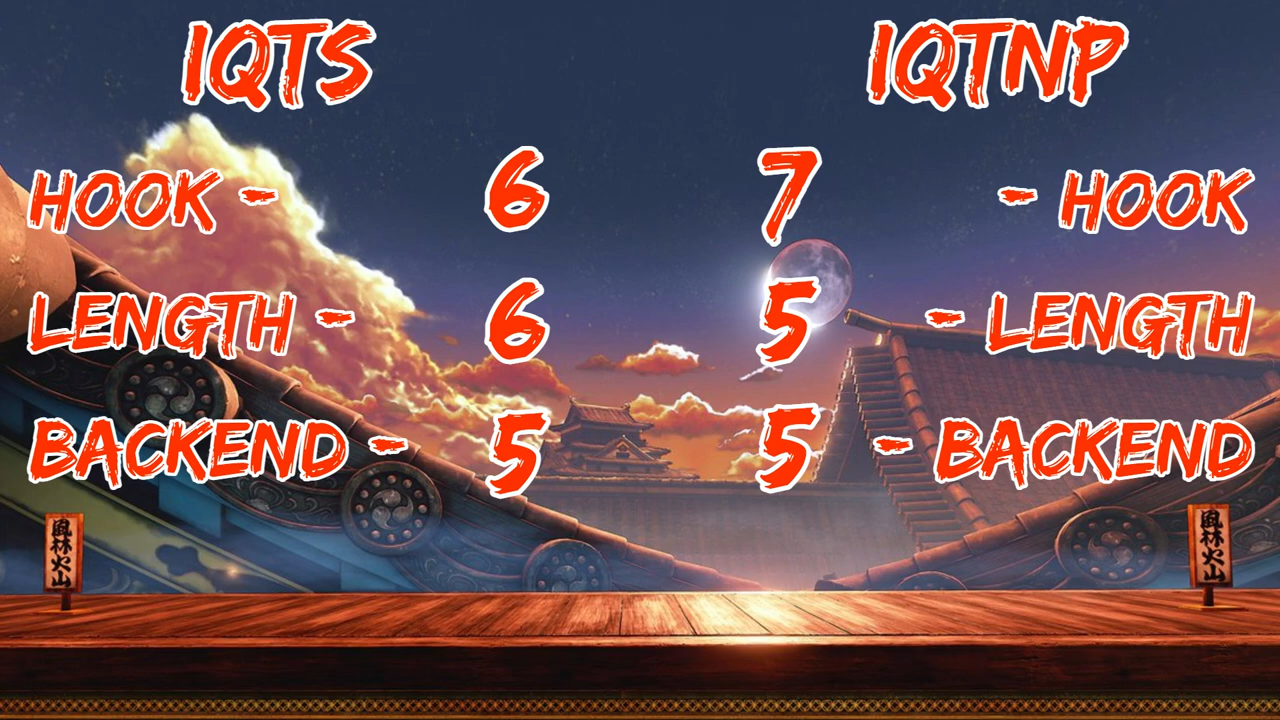 IQTS IQTNP
HOOK - 6 7 - HOOK
LENGTH - 6 5 - LENGTH
BACKEND - 5 5 - BACKEND
風林火山 風林火山